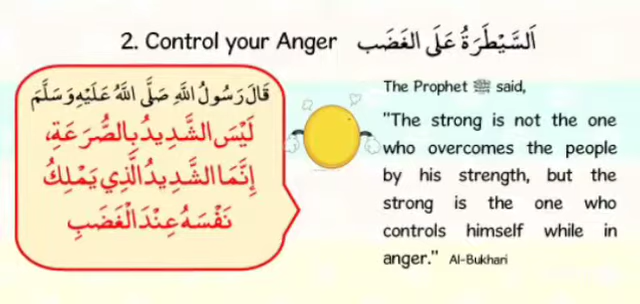 2. Control your Anger اَلسَّيْطَرَةُ عَلَى الغَضَب
قَالَ رَسُولُ اللهِ صَلَّى اللهُ عَلَيْهِ وَسَلَّمَ
لَيْسَ الشَّدِيدُ بِالصُّرَعَةِ،
إِنَّمَا الشَّدِيدُ الَّذِي يَمْلِكُ
نَفْسَهُ عِنْدَ الْغَضَبِ
The Prophet ﷺ said,
"The strong is not the one
who overcomes the people
by his strength, but the
strong is the one who
controls himself while in
anger." Al-Bukhari